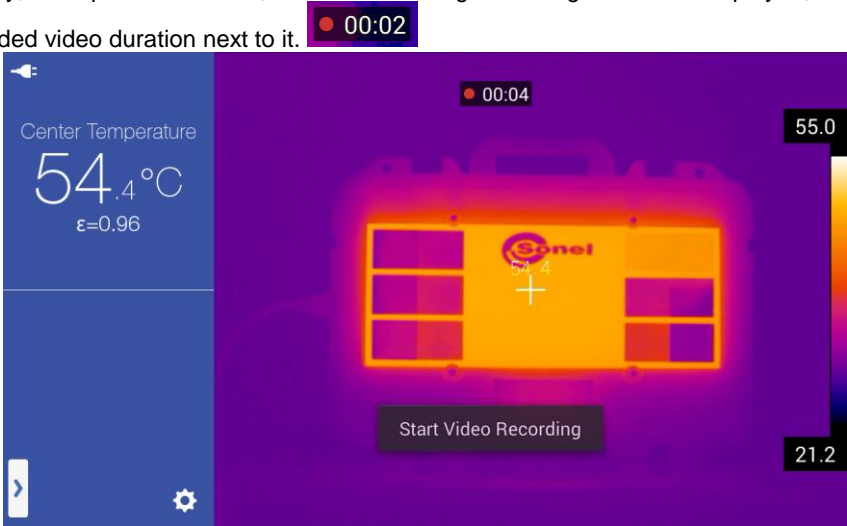 ded video duration next to it. 00:02
00:04
Center Temperature
54.4°C
ε=0.96
55.0
Sonel
54.4
Start Video Recording
21.2